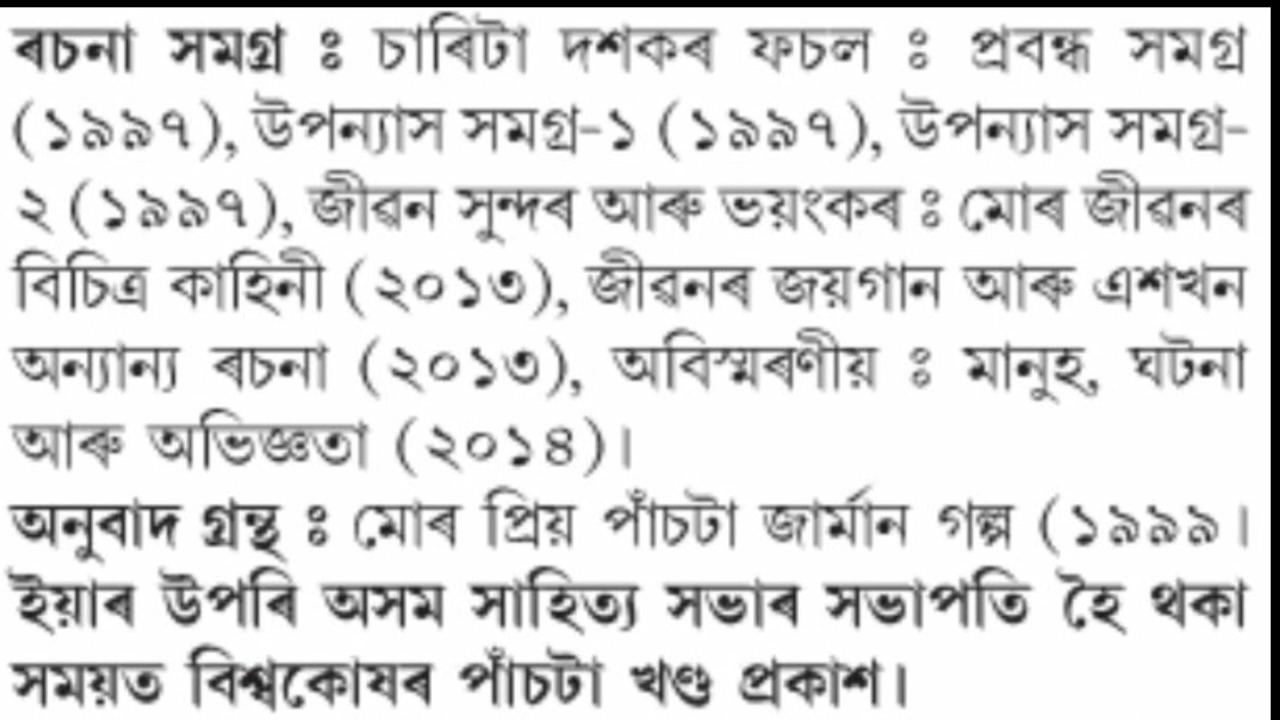 ৰচনা সমগ্ৰ ঃ চাৰিটা দশকৰ ফচল ঃ প্ৰবন্ধ সমগ্ৰ
(১৯৯৭), উপন্যাস সমগ্ৰ-১ (১৯৯৭), উপন্যাস সমগ্ৰ-
২ (১৯৯৭), জীৱন সুন্দৰ আৰু ভয়ংকৰ ঃ মোৰ জীৱনৰ
বিচিত্ৰ কাহিনী (২০১৩), জীৱনৰ জয়গান আৰু এশখন
অন্যান্য ৰচনা (২০১৩), অবিস্মৰণীয় ঃ মানুহ, ঘটনা
আৰু অভিজ্ঞতা (২০১৪)।
অনুবাদ গ্ৰন্থ ঃ মোৰ প্ৰিয় পাঁচটা জাৰ্মান গল্প (১৯৯৯।
ইয়াৰ উপৰি অসম সাহিত্য সভাৰ সভাপতি হৈ থকা
সময়ত বিশ্বকোষৰ পাঁচটা খণ্ড প্ৰকাশ।